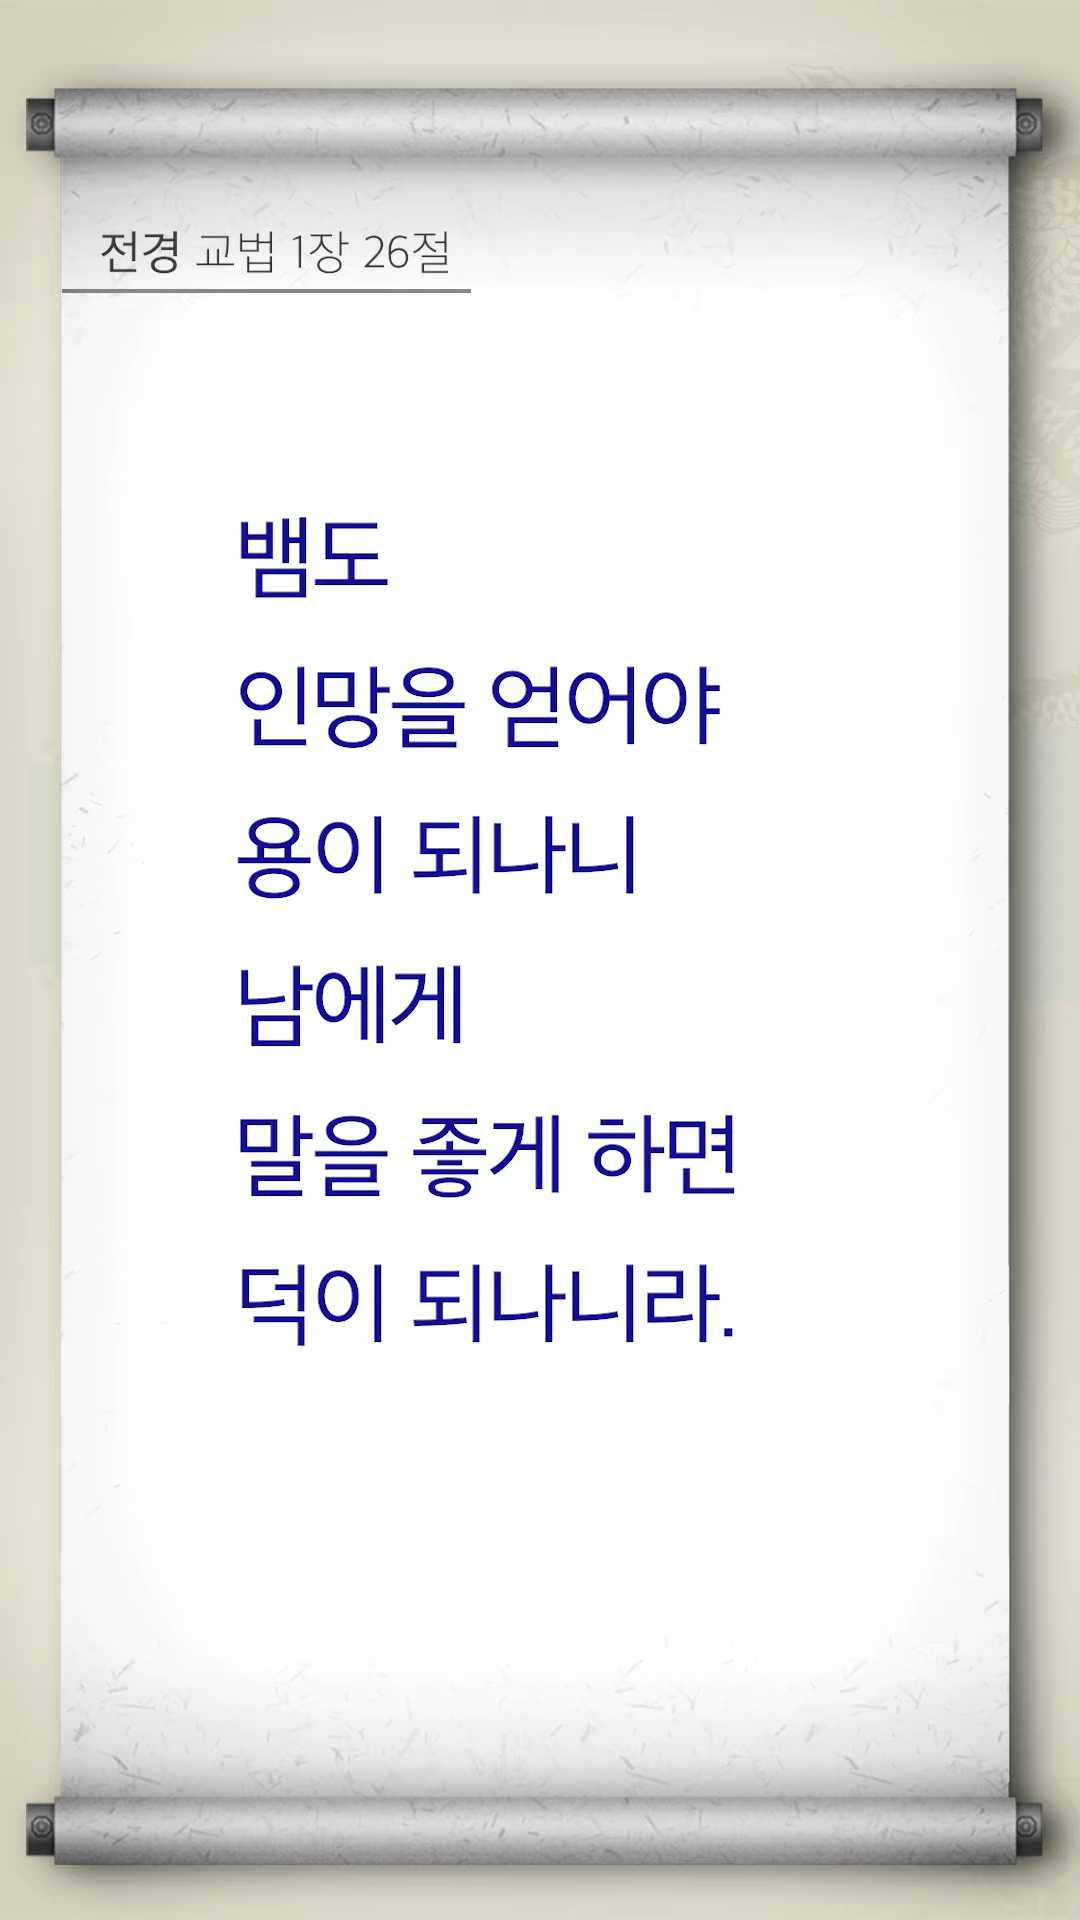 전경 교법 1장 26절
뱀도
인망을 얻어야
용이 되나니
남에게
말을 좋게 하면
덕이 되나니라.